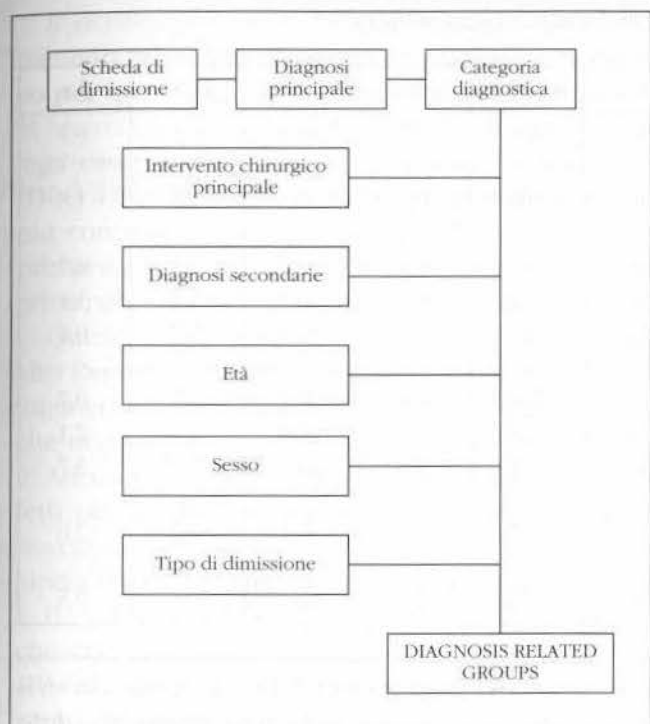 Scheda di
dimissione
Diagnosi
principale
Categoria
diagnostica
Intervento chirurgico
principale
Diagnosi secondarie
Età
Sesso
Tipo di dimissione
DIAGNOSIS RELATED
GROUPS